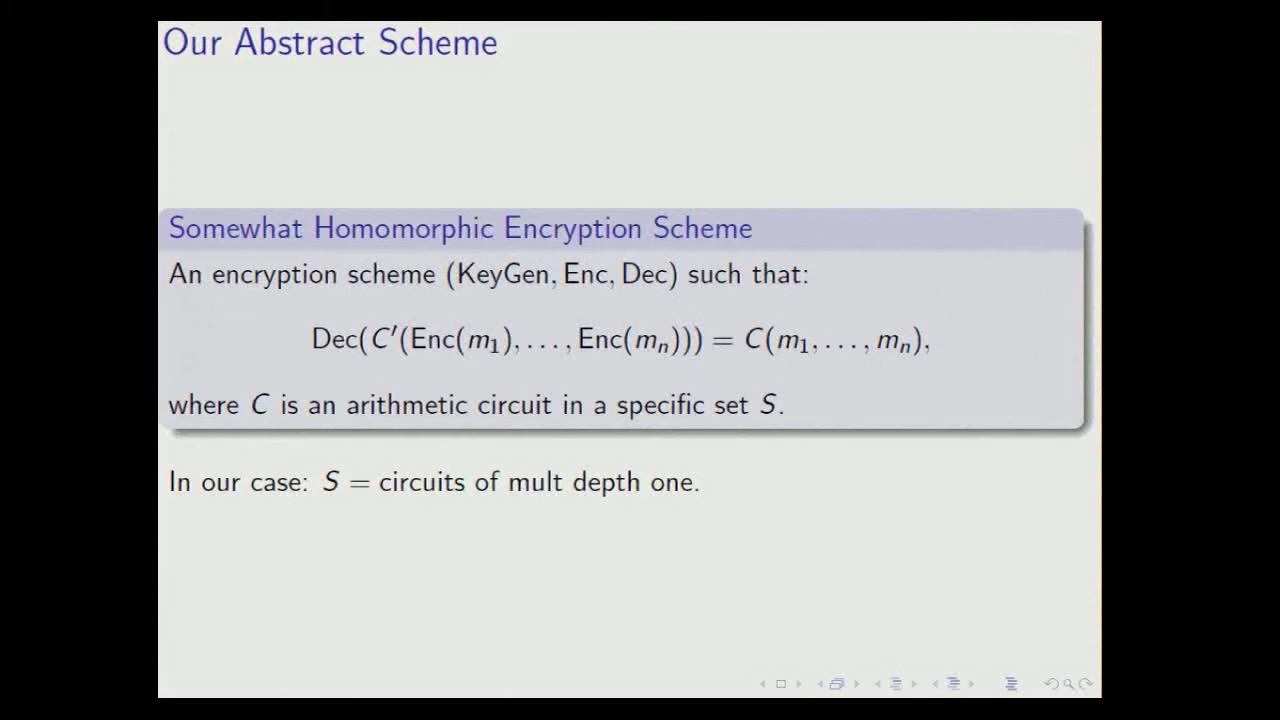 Our Abstract Scheme
Somewhat Homomorphic Encryption Scheme
An encryption scheme (KeyGen, Enc, Dec) such that:
Dec(C′(Enc(m₁), . . . , Enc(mₙ))) = C(m₁, . . . , mₙ),
where C is an arithmetic circuit in a specific set S.
In our case: S = circuits of mult depth one.